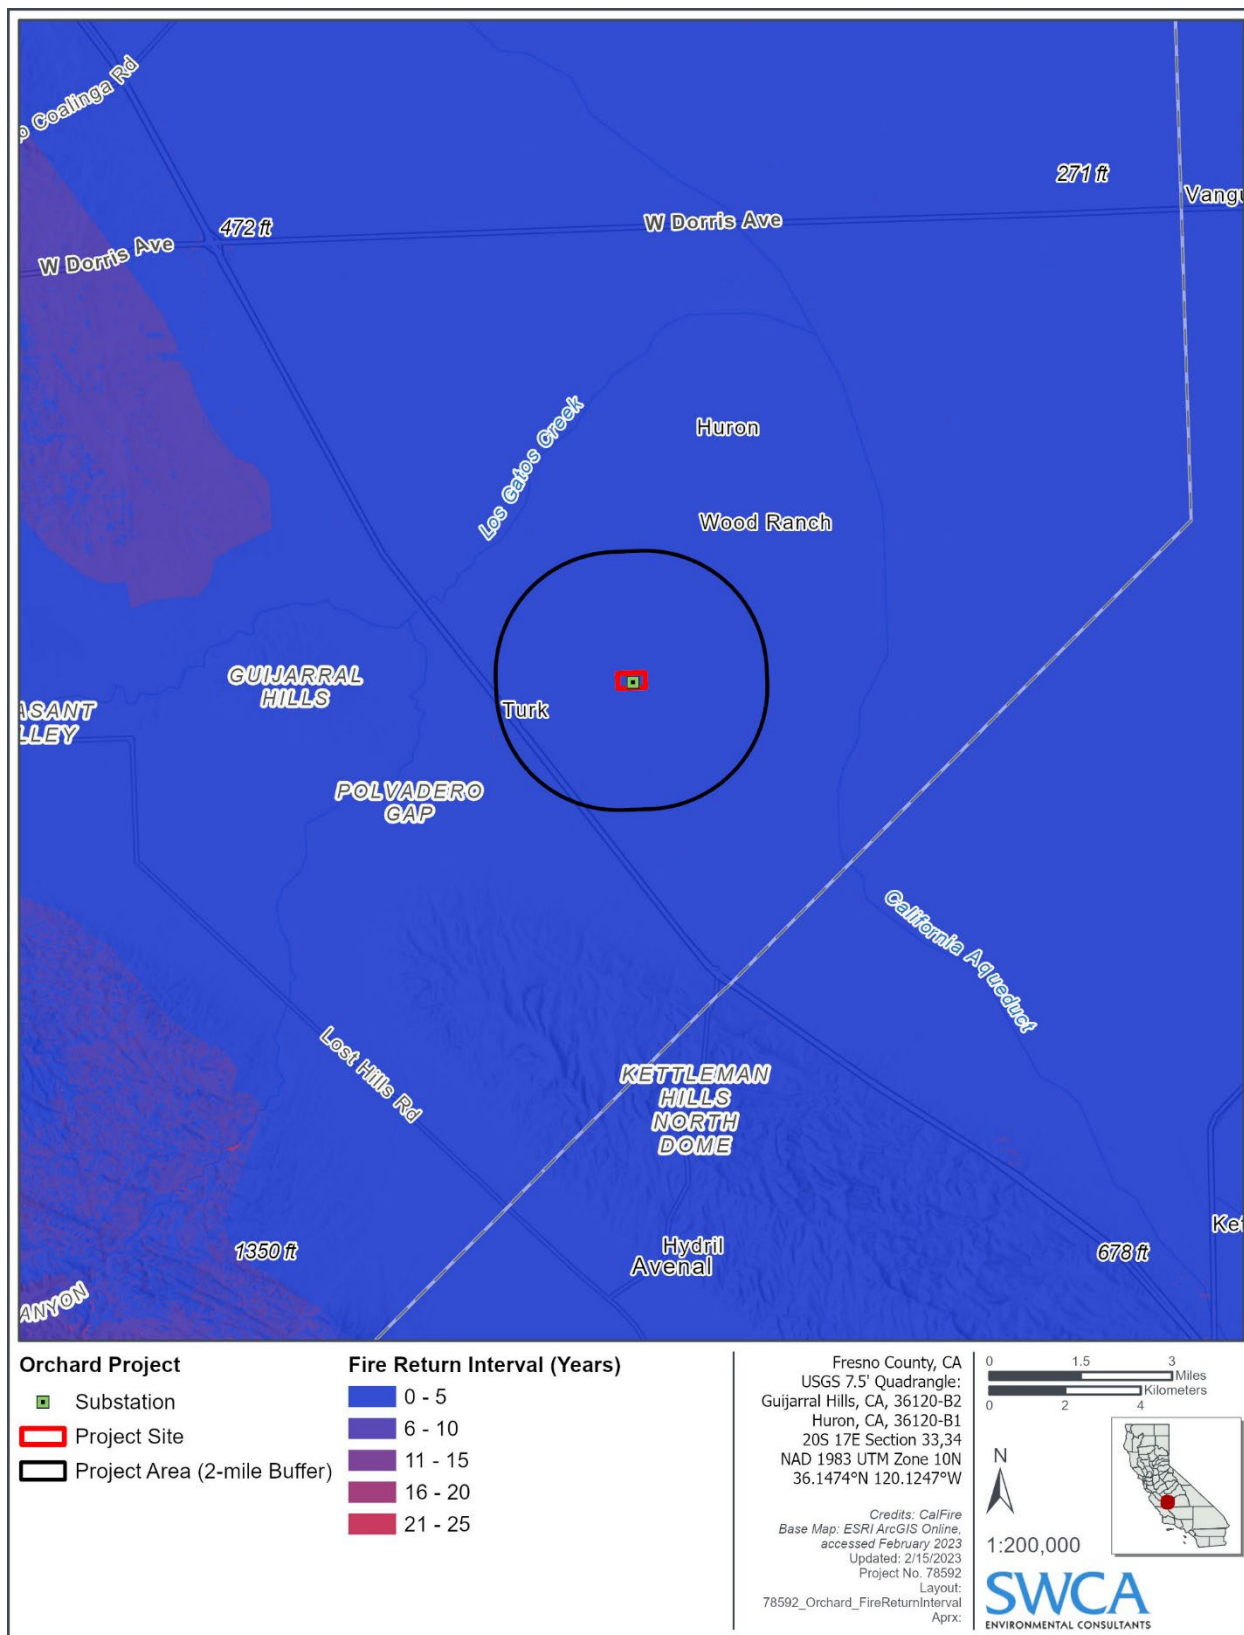 o Coalinga Rd
271 ft
Vangu
472 ft
W Dorris Ave
W Dorris Ave
Los Gatos Creek
Huron
Wood Ranch
GUIJARRAL
HILLS
ASANT
LLEY
Turk
POLVADERO
GAP
California Aqueduct
Lost Hills Rd
KETTLEMAN
HILLS
NORTH
DOME
1350 ft
Hydril
Avenal
678 ft
Ket
ANYON
Orchard Project
Substation
Project Site
Project Area (2-mile Buffer)
Fire Return Interval (Years)
0 - 5
6 - 10
11 - 15
16 - 20
21 - 25
Fresno County, CA
USGS 7.5' Quadrangle:
Guijarral Hills, CA, 36120-B2
Huron, CA, 36120-B1
20S 17E Section 33,34
NAD 1983 UTM Zone 10N
36.1474°N 120.1247°W
Credits: CalFire
Base Map: ESRI ArcGIS Online,
accessed February 2023
Updated: 2/15/2023
Project No. 78592
Layout:
78592_Orchard_FireReturnInterval
Aprx:
0 1.5 3
Miles
Kilometers
0 2 4
N
1:200,000
SWCA
ENVIRONMENTAL CONSULTANTS